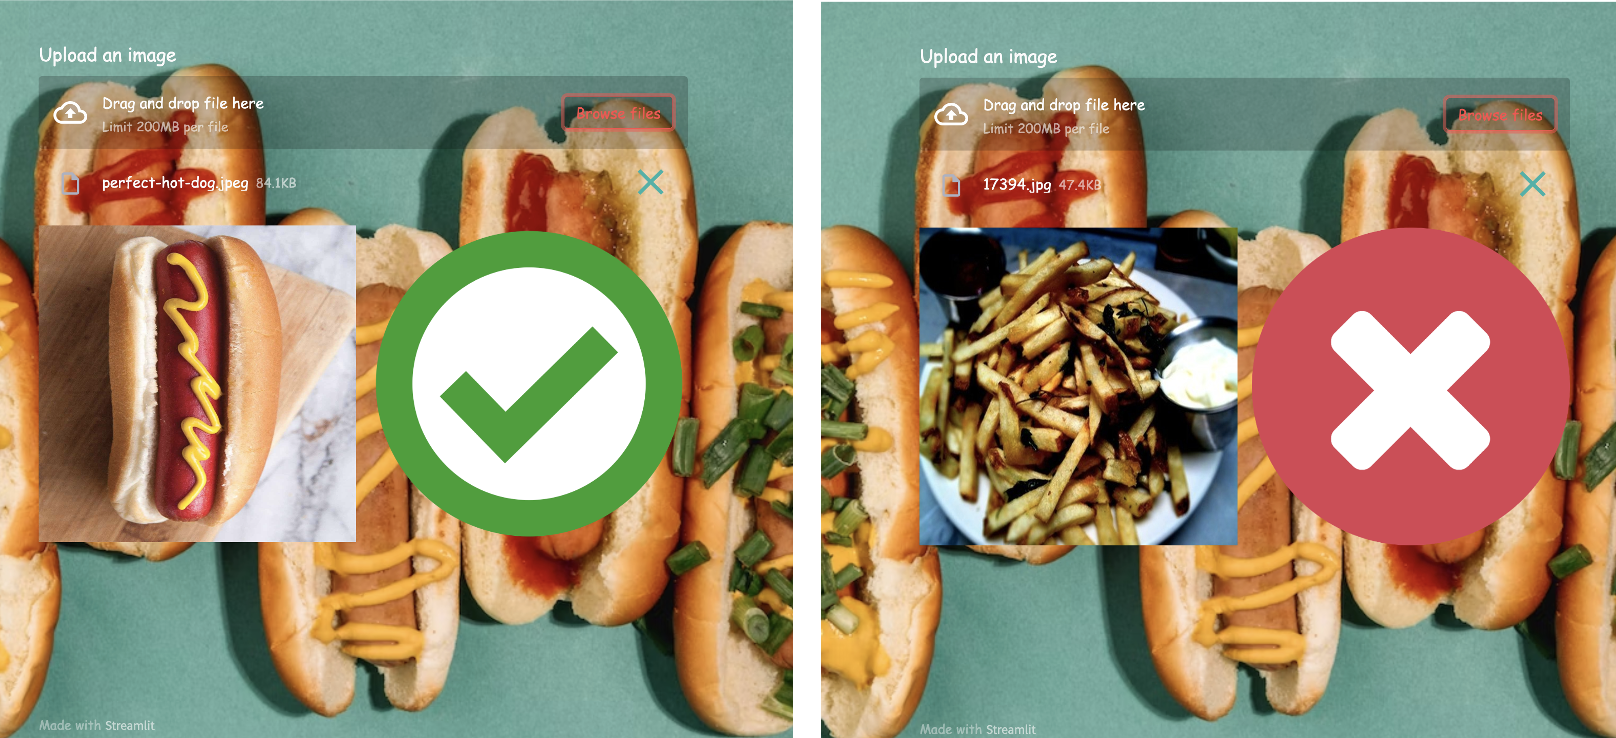 Upload an image
Drag and drop file here
Limit 200MB per file
Browse files
perfect-hot-dog.jpeg 84.1KB
Made with Streamlit
Upload an image
Drag and drop file here
Limit 200MB per file
Browse files
17394.jpg 47.4KB
Made with Streamlit